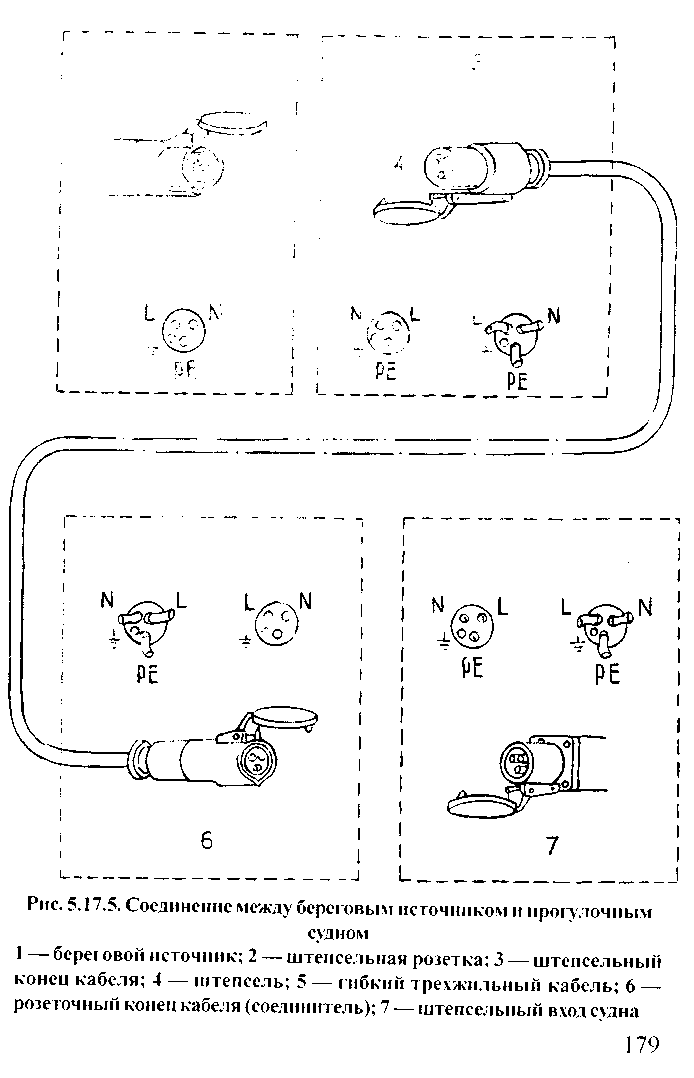 3
4
L N
PE
N L
PE
L N
PE
N L
PE
L N
N L
PE
L N
PE
6
7
Рис. 5.17.5. Соединение между береговым источником и прогулочным
судном
1 — береговой источник; 2 — штепсельная розетка; 3 — штепсельный
конец кабеля; 4 — штепсель; 5 — гибкий трехжильный кабель; 6 —
розеточный конец кабеля (соединитель); 7 — штепсельный вход судна
179